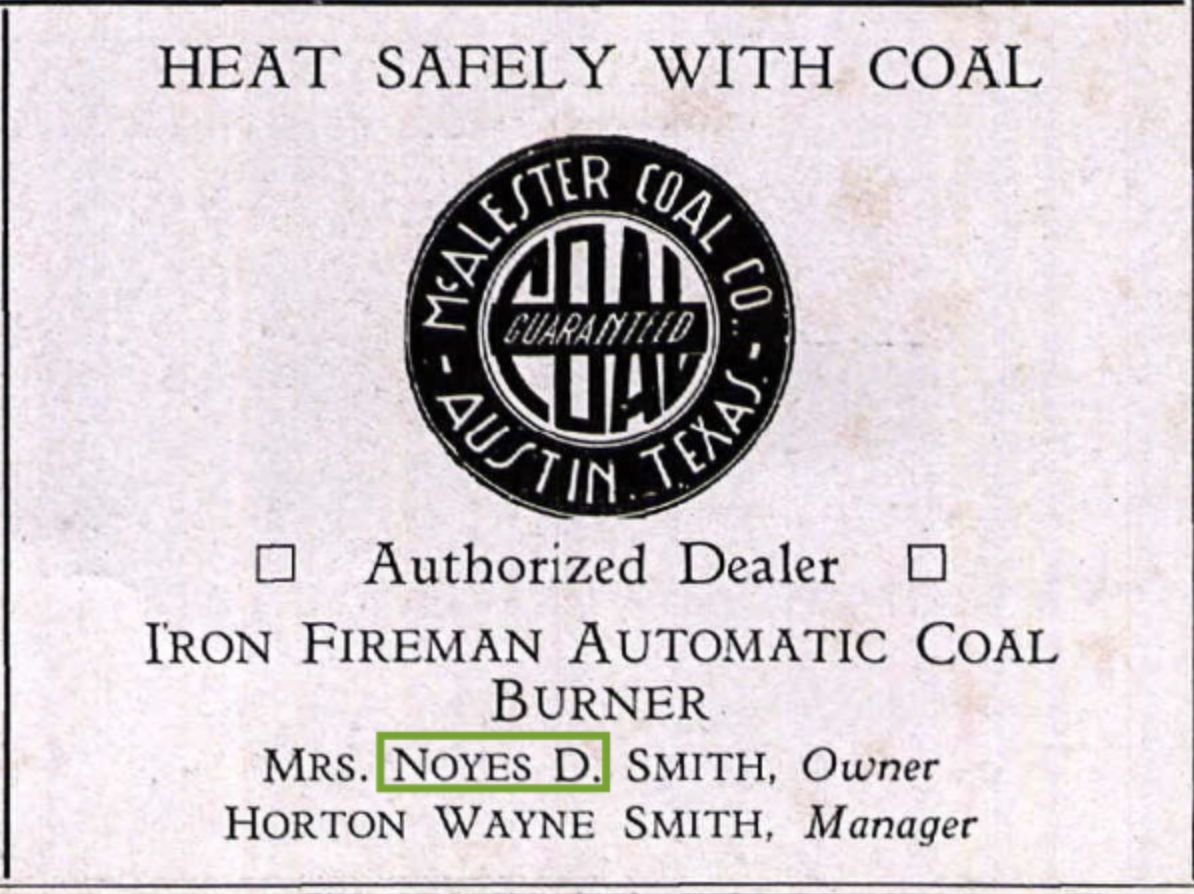 HEAT SAFELY WITH COAL
McALESTER COAL CO.
COAL
GUARANTEED
COAL
- AUSTIN TEXAS. -
□ Authorized Dealer □
IRON FIREMAN AUTOMATIC COAL
BURNER
MRS. NOYES D. SMITH, Owner
HORTON WAYNE SMITH, Manager